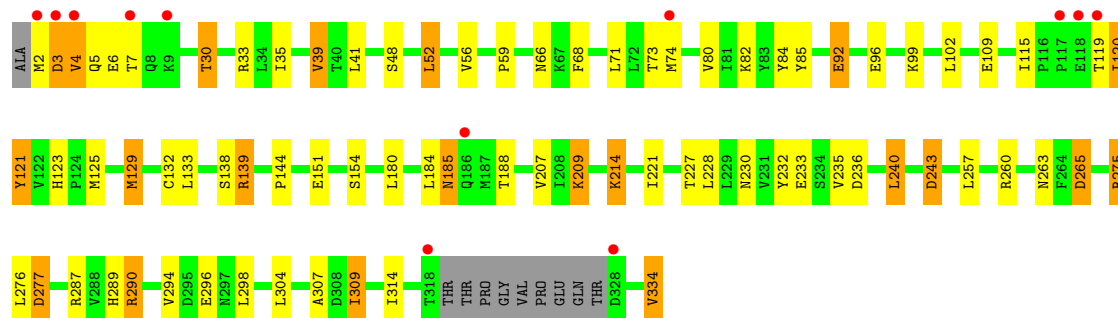 ALA M2 D3 V4 Q5 E6 T7 Q8 K9 T30 R33 L34 I35 V39 T40 L41 S48 L52 V56 P59 N66 K67 F68 L71 L72 T73 M74 V80 I81 K82 Y83 Y84 Y85 E92 E96 K99 L102 E109 I115 P116 P117 E118 T119 I120
Y121 V122 H123 P124 M125 M129 C132 L133 S138 R139 P144 E151 S154 L180 L184 N185 Q186 M187 T188 V207 I208 K209 K214 I221 T227 L228 L229 N230 V231 Y232 E233 S234 V235 D236 L240 D243 L257 R260 N263 F264 D265
L276 D277 R287 V288 H289 R290 V294 D295 E296 N297 L298 L304 A307 D308 I309 I314 T318 THR THR PRO GLY VAL PRO GLU GLN THR D328 V334